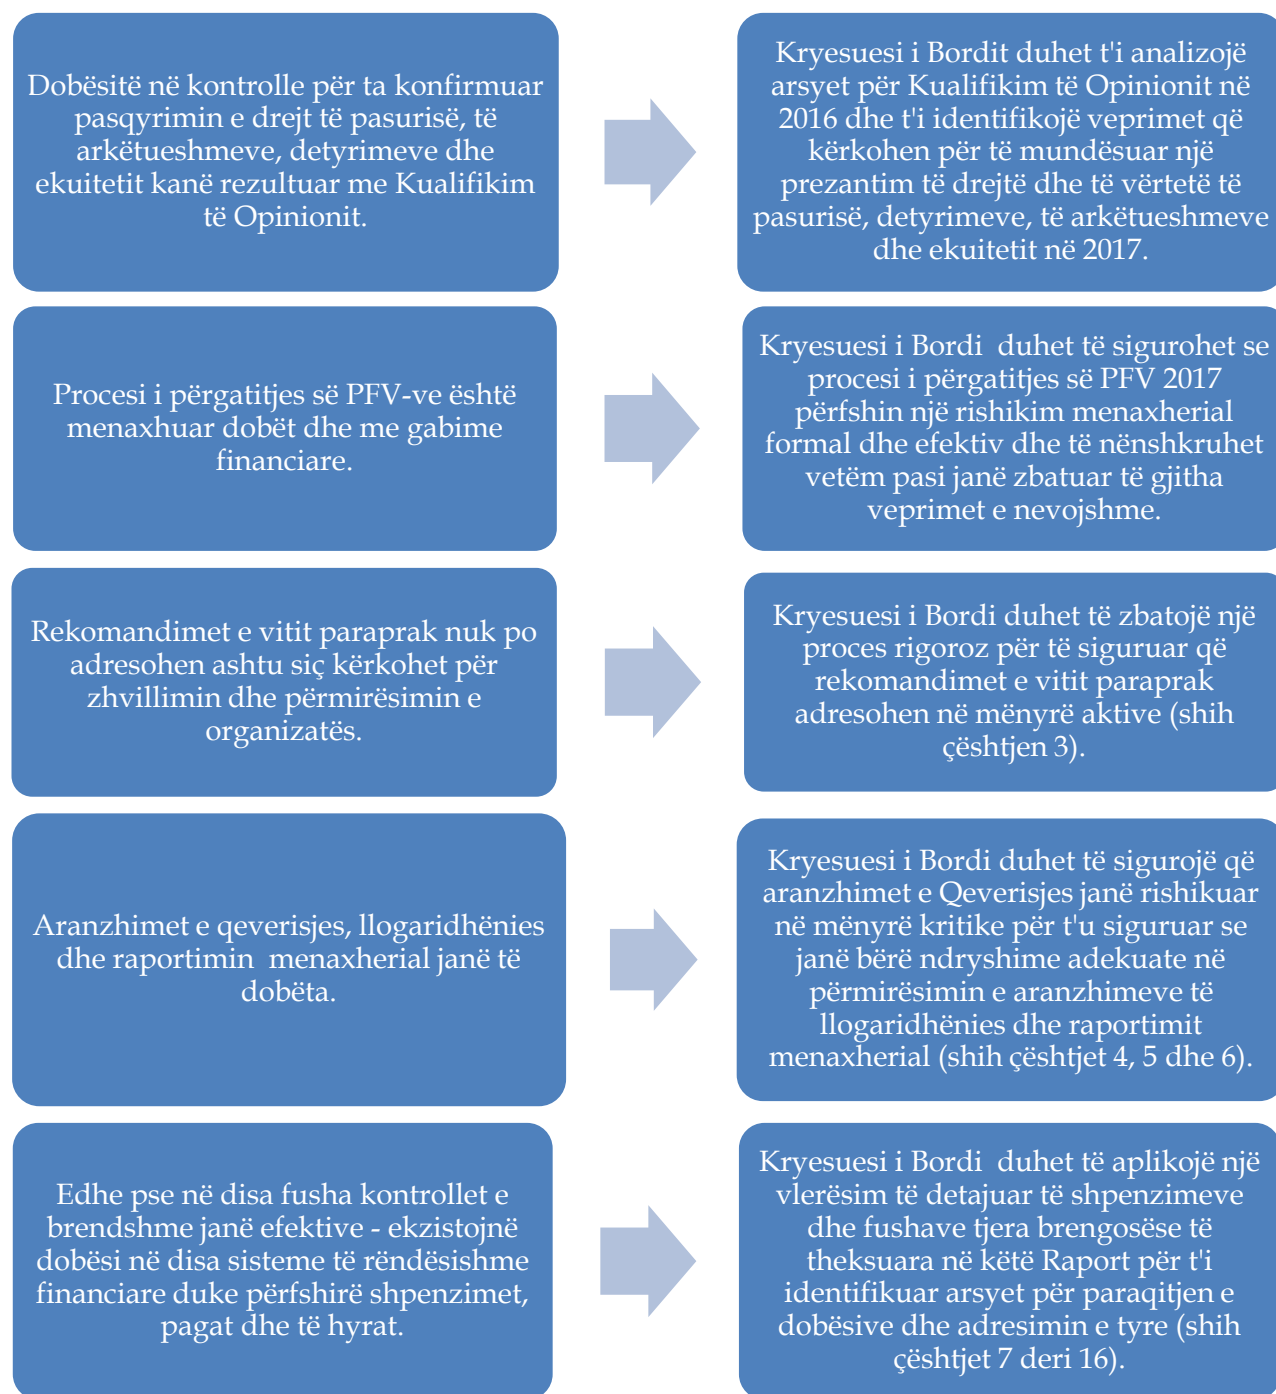 Dobësitë në kontrolle për ta konfirmuar
pasqyrimin e drejt të pasurisë, të
arkëtueshmeve, detyrimeve dhe
ekuitetit kanë rezultuar me Kualifikim
të Opinionit.
Kryesuesi i Bordit duhet t'i analizojë
arsyet për Kualifikim të Opinionit në
2016 dhe t'i identifikojë veprimet që
kërkohen për të mundësuar një
prezantim të drejtë dhe të vërtetë të
pasurisë, detyrimeve, të arkëtueshmeve
dhe ekuitetit në 2017.
Procesi i përgatitjes së PFV-ve është
menaxhuar dobët dhe me gabime
financiare.
Kryesuesi i Bordi duhet të sigurohet se
procesi i përgatitjes së PFV 2017
përfshin një rishikim menaxherial
formal dhe efektiv dhe të nënshkruhet
vetëm pasi janë zbatuar të gjitha
veprimet e nevojshme.
Rekomandimet e vitit paraprak nuk po
adresohen ashtu siç kërkohet për
zhvillimin dhe përmirësimin e
organizatës.
Kryesuesi i Bordi duhet të zbatojë një
proces rigoroz për të siguruar që
rekomandimet e vitit paraprak
adresohen në mënyrë aktive (shih
çështjen 3).
Aranzhimet e qeverisjes, llogaridhënies
dhe raportimin menaxherial janë të
dobëta.
Kryesuesi i Bordi duhet të sigurojë që
aranzhimet e Qeverisjes janë rishikuar
në mënyrë kritike për t'u siguruar se
janë bërë ndryshime adekuate në
përmirësimin e aranzhimeve të
llogaridhënies dhe raportimit
menaxherial (shih çështjet 4, 5 dhe 6).
Edhe pse në disa fusha kontrollet e
brendshme janë efektive - ekzistojnë
dobësi në disa sisteme të rëndësishme
financiare duke përfshirë shpenzimet,
pagat dhe të hyrat.
Kryesuesi i Bordi duhet të aplikojë një
vlerësim të detajuar të shpenzimeve
dhe fushave tjera brengosëse të
theksuara në këtë Raport për t'i
identifikuar arsyet për paraqitjen e
dobësive dhe adresimin e tyre (shih
çështjet 7 deri 16).